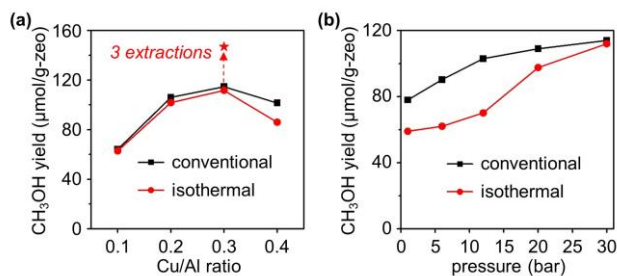 (a)
CH₃OH yield (μmol/g-zeo)
160
120
80
40
0
3 extractions
conventional
isothermal
0.1 0.2 0.3 0.4
Cu/Al ratio
(b)
CH₃OH yield (μmol/g-zeo)
120
80
40
0
conventional
isothermal
0 5 10 15 20 25 30
pressure (bar)